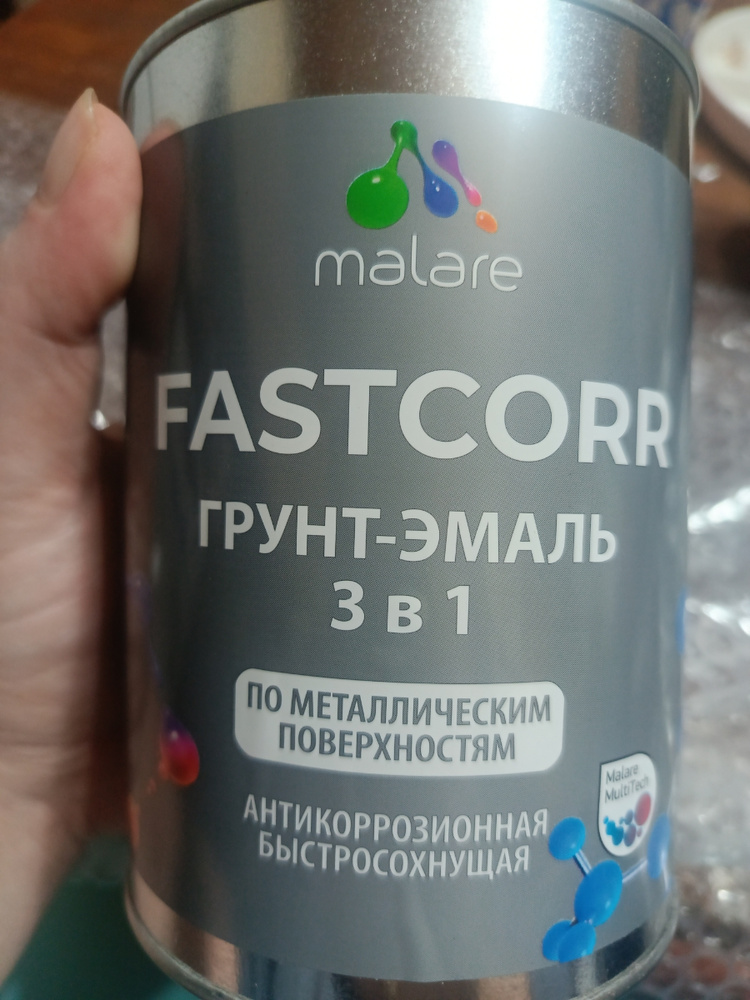 malare
FASTCORR
ГРУНТ-ЭМАЛЬ
3 в 1
ПО МЕТАЛЛИЧЕСКИМ
ПОВЕРХНОСТЯМ
Malare
MultiTech
АНТИКОРРОЗИОННАЯ
БЫСТРОСОХНУЩАЯ